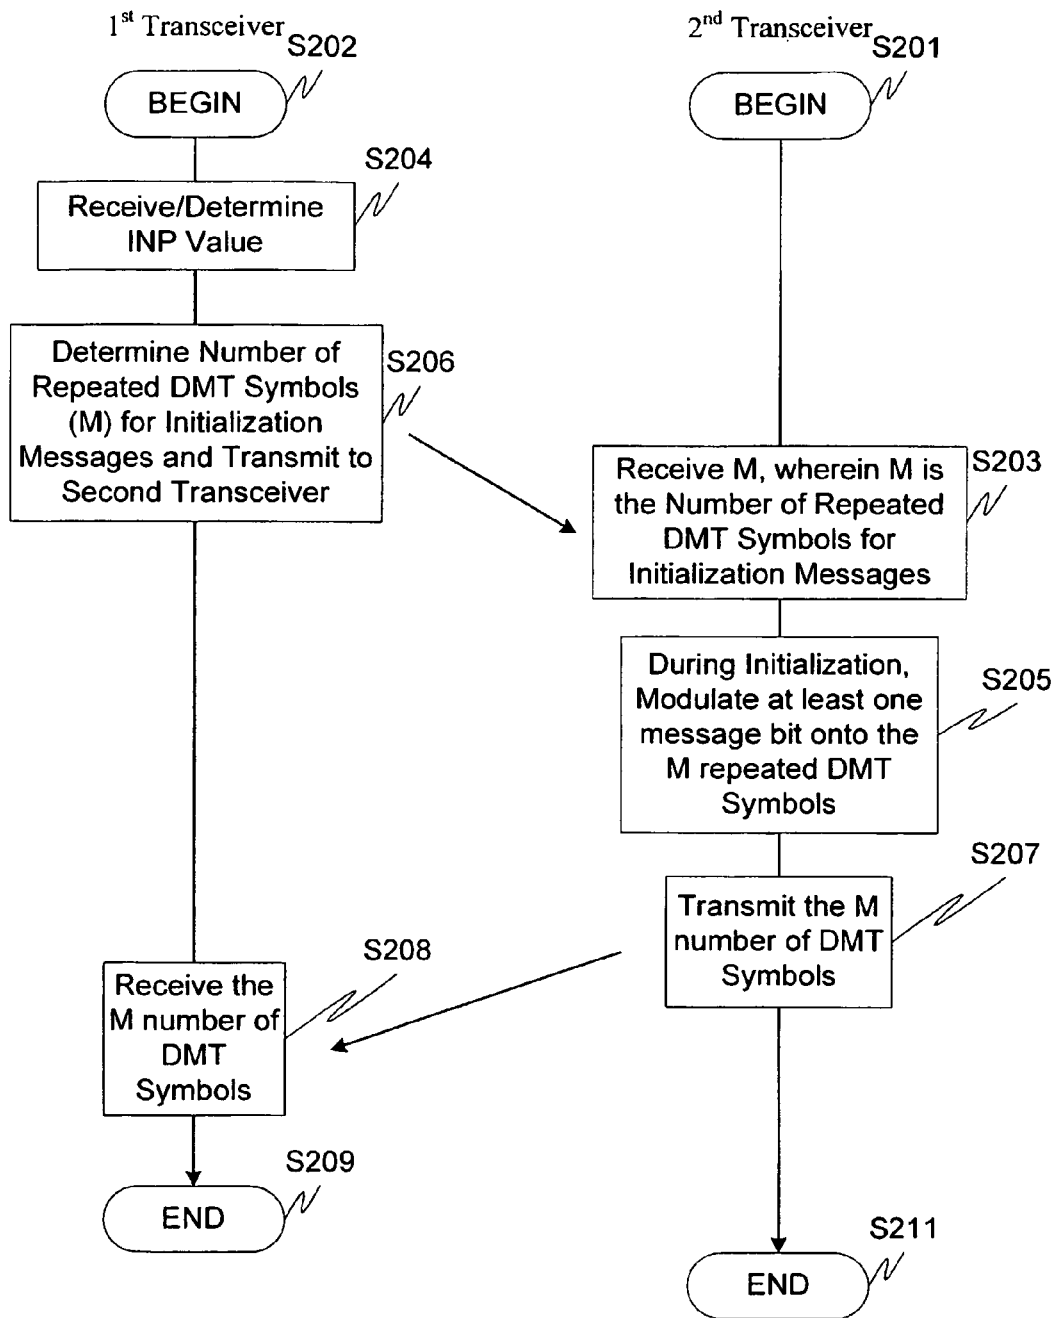 1st Transceiver
S202
BEGIN
S204
Receive/Determine
INP Value
Determine Number of
Repeated DMT Symbols
(M) for Initialization
Messages and Transmit to
Second Transceiver
S206
S208
Receive the
M number of
DMT
Symbols
S209
END
2nd Transceiver
S201
BEGIN
S203
Receive M, wherein M is
the Number of Repeated
DMT Symbols for
Initialization Messages
During Initialization,
Modulate at least one
message bit onto the
M repeated DMT
Symbols
S205
S207
Transmit the M
number of DMT
Symbols
S211
END